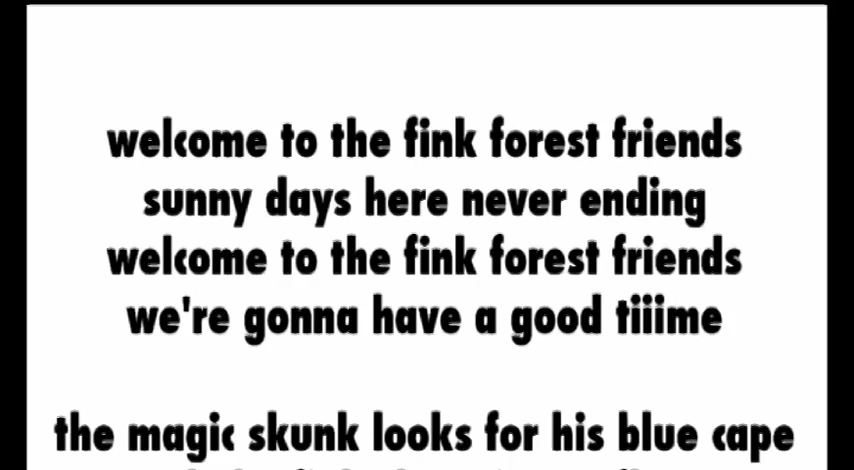 welcome to the fink forest friends
sunny days here never ending
welcome to the fink forest friends
we're gonna have a good tiiime
the magic skunk looks for his blue cape